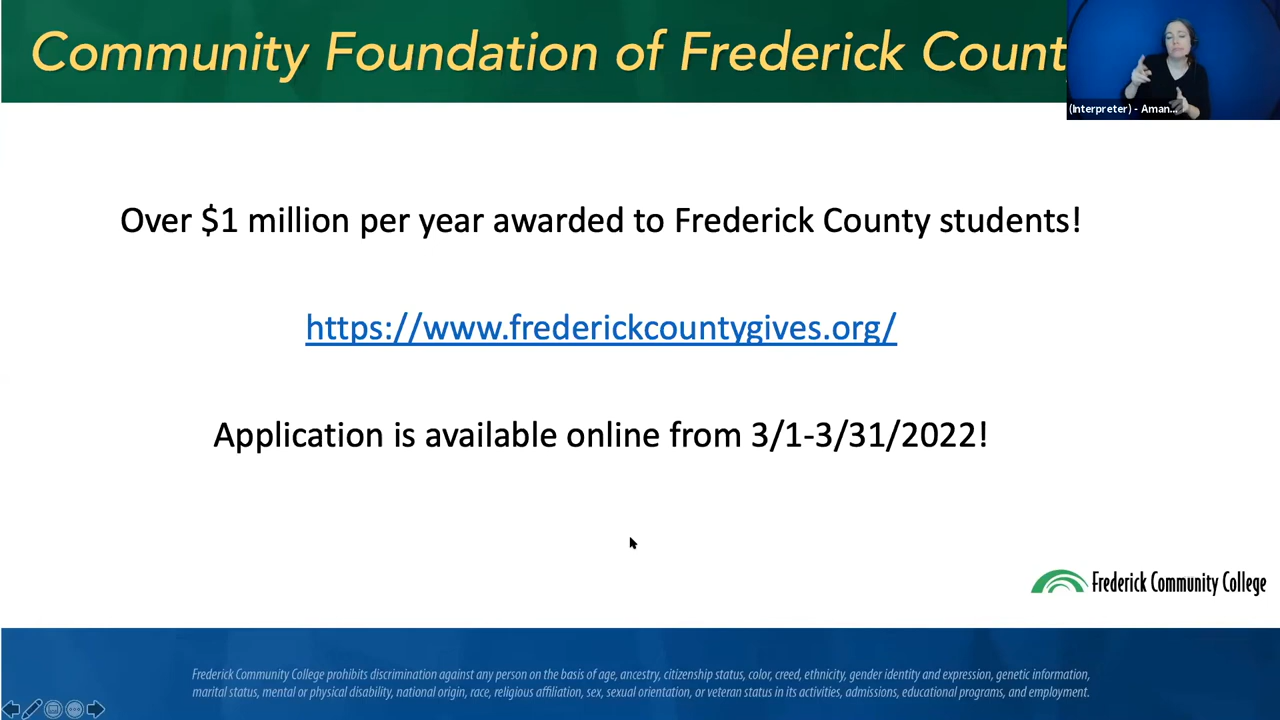 Community Foundation of Frederick Count
(Interpreter) - Aman...
Over $1 million per year awarded to Frederick County students!
https://www.frederickcountygives.org/
Application is available online from 3/1-3/31/2022!
Frederick Community College
Frederick Community College prohibits discrimination against any person on the basis of age, ancestry, citizenship status, color, creed, ethnicity, gender identity and expression, genetic information,
marital status, mental or physical disability, national origin, race, religious affiliation, sex, sexual orientation, or veteran status in its activities, admissions, educational programs, and employment.